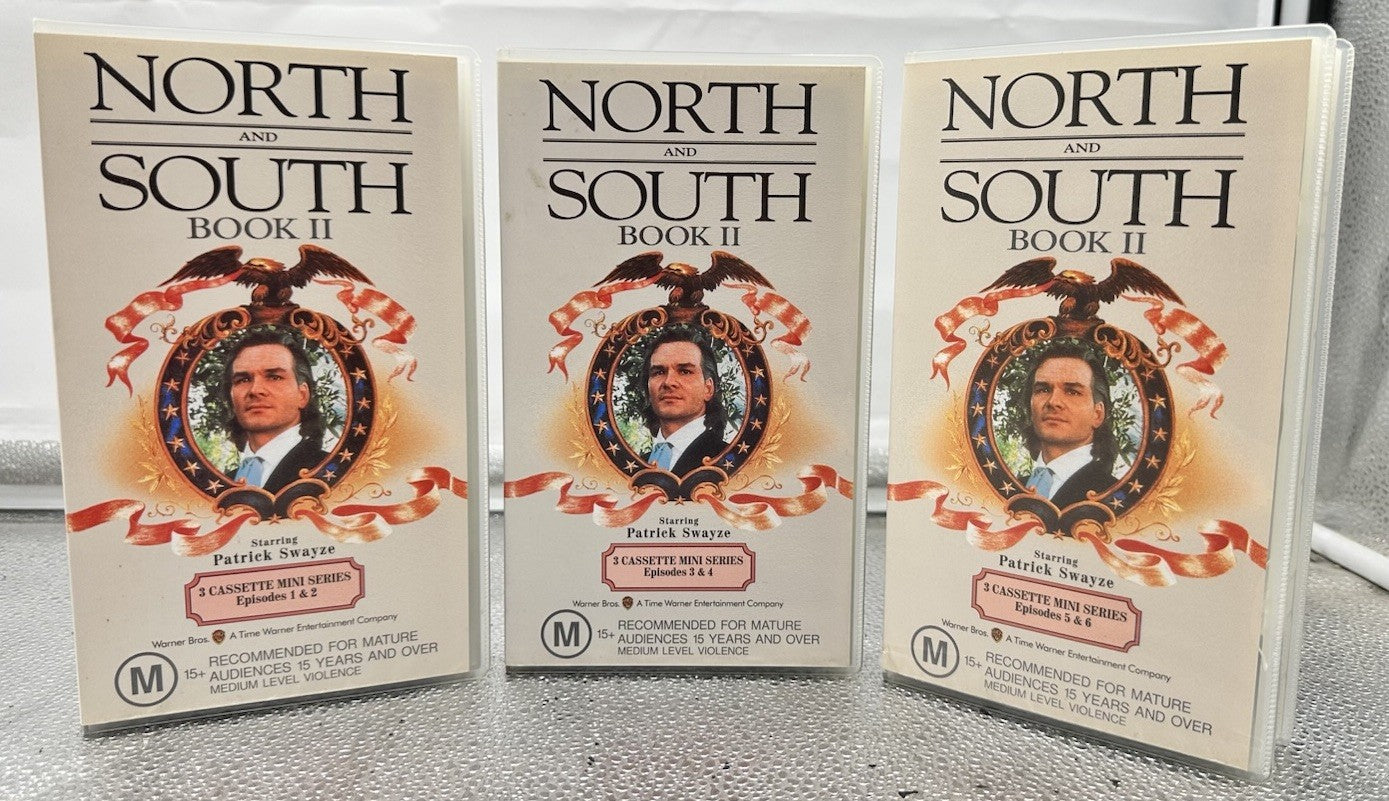 NORTH
AND
SOUTH
BOOK II
Starring
Patrick Swayze
3 CASSETTE MINI SERIES
Episodes 1 & 2
Warner Bros. WB A Time Warner Entertainment Company
M 15+ RECOMMENDED FOR MATURE
AUDIENCES 15 YEARS AND OVER
MEDIUM LEVEL VIOLENCE
NORTH
AND
SOUTH
BOOK II
Starring
Patrick Swayze
3 CASSETTE MINI SERIES
Episodes 3 & 4
Warner Bros. WB A Time Warner Entertainment Company
M 15+ RECOMMENDED FOR MATURE
AUDIENCES 15 YEARS AND OVER
MEDIUM LEVEL VIOLENCE
NORTH
AND
SOUTH
BOOK II
Starring
Patrick Swayze
3 CASSETTE MINI SERIES
Episodes 5 & 6
Warner Bros. WB A Time Warner Entertainment Company
M 15+ RECOMMENDED FOR MATURE
AUDIENCES 15 YEARS AND OVER
MEDIUM LEVEL VIOLENCE